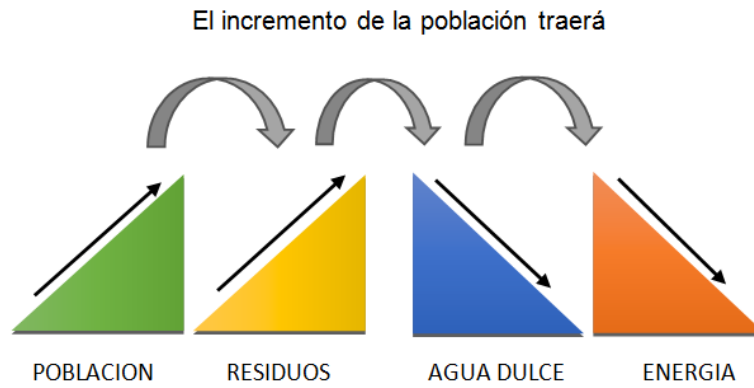 El incremento de la población traerá
POBLACION
RESIDUOS
AGUA DULCE
ENERGIA